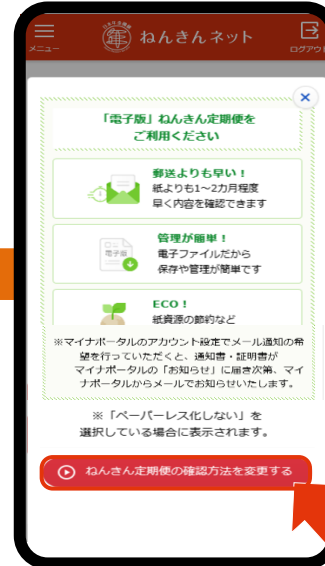 メニュー
ねんきんネット
ログアウト
「電子版」ねんきん定期便を
ご利用ください
郵送よりも早い！
紙よりも1～2カ月程度
早く内容を確認できます
電子版
管理が簡単！
電子ファイルだから
保存や管理が簡単です
ECO！
紙資源の節約など
※マイナポータルのアカウント設定でメール通知の希
望を行っていただくと、通知書・証明書が
マイナポータルの「お知らせ」に届き次第、マイ
ナポータルからメールでお知らせいたします。
※「ペーパーレス化しない」を
選択している場合に表示されます。
ねんきん定期便の確認方法を変更する